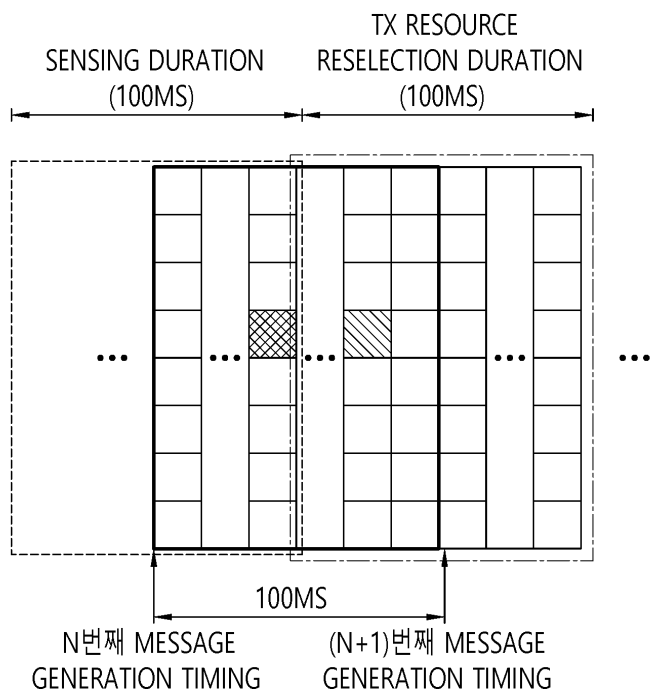 SENSING DURATION
(100MS)
TX RESOURCE
RESELECTION DURATION
(100MS)
100MS
N번째 MESSAGE
GENERATION TIMING
(N+1)번째 MESSAGE
GENERATION TIMING